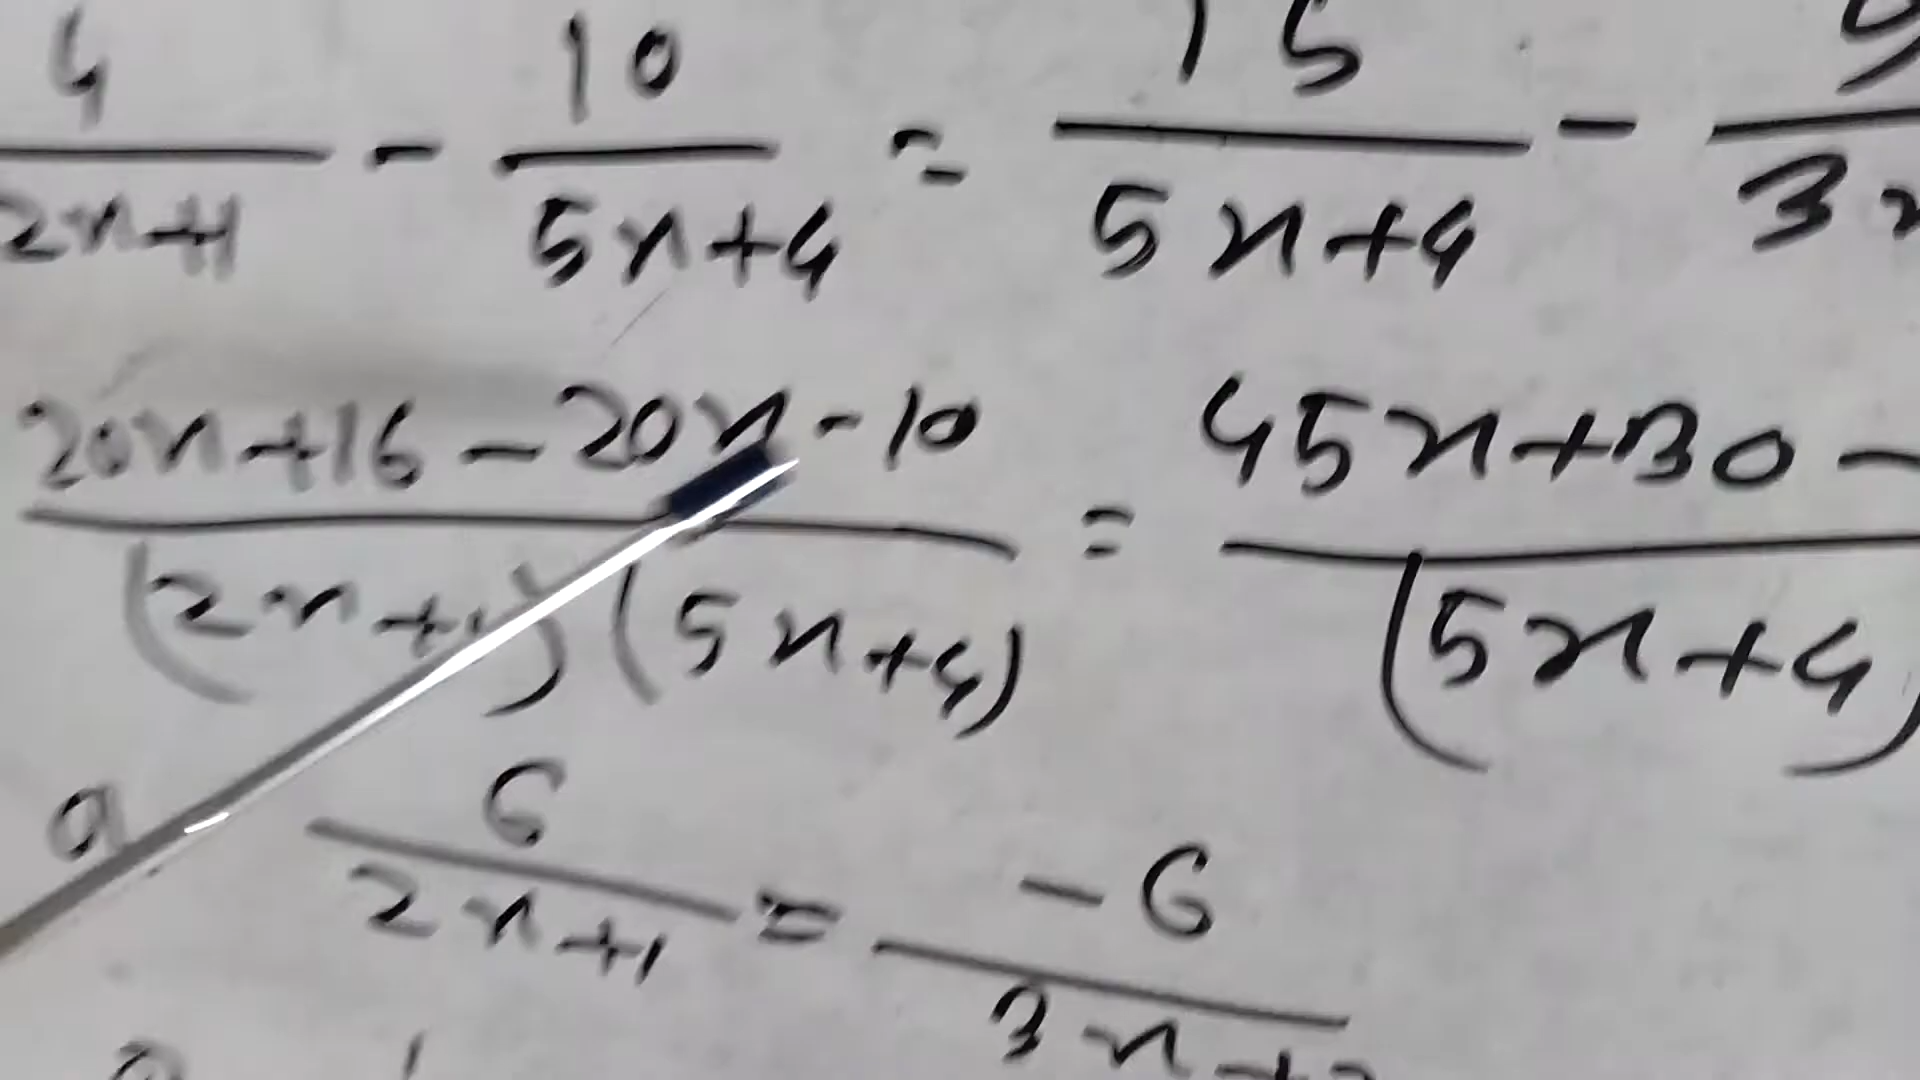 4/(2x+1) - 10/(5x+4) = 15/(5x+4) - 9/3x
(20x+16-20x-10)/((2x+1)(5x+4)) = (45x+30-)/((5x+4)
6/(2x+1) = -6/(3x+2